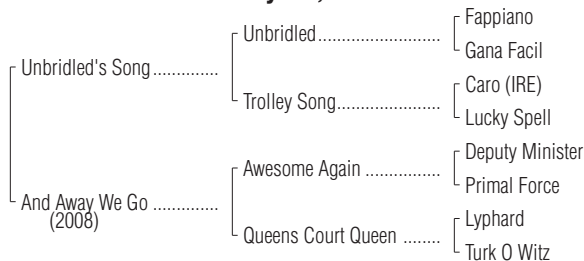 Fappiano
Unbridled........................
Gana Facil
Unbridled's Song.............
Caro (IRE)
Trolley Song....................
Lucky Spell
Deputy Minister
Awesome Again ..............
Primal Force
And Away We Go .............
(2008)
Lyphard
Queens Court Queen .......
Turk O Witz